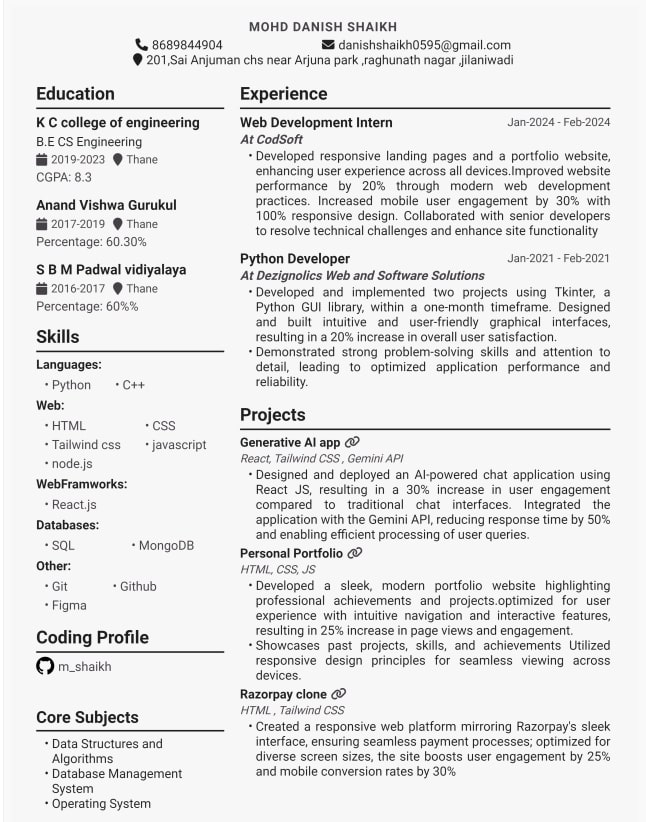 MOHD DANISH SHAIKH
8689844904
danishshaikh0595@gmail.com
201,Sai Anjuman chs near Arjuna park ,raghunath nagar ,jilaniwadi
Education
K C college of engineering
B.E CS Engineering
2019-2023 Thane
CGPA: 8.3
Anand Vishwa Gurukul
2017-2019 Thane
Percentage: 60.30%
S B M Padwal vidiyalaya
2016-2017 Thane
Percentage: 60%%
Skills
Languages:
• Python • C++
Web:
• HTML • CSS
• Tailwind css • javascript
• node.js
WebFramworks:
• React.js
Databases:
• SQL • MongoDB
Other:
• Git • Github
• Figma
Coding Profile
m_shaikh
Core Subjects
• Data Structures and
Algorithms
• Database Management
System
• Operating System
Experience
Web Development Intern Jan-2024 - Feb-2024
At CodSoft
• Developed responsive landing pages and a portfolio website,
enhancing user experience across all devices.Improved website
performance by 20% through modern web development
practices. Increased mobile user engagement by 30% with
100% responsive design. Collaborated with senior developers
to resolve technical challenges and enhance site functionality
Python Developer Jan-2021 - Feb-2021
At Dezignolics Web and Software Solutions
• Developed and implemented two projects using Tkinter, a
Python GUI library, within a one-month timeframe. Designed
and built intuitive and user-friendly graphical interfaces,
resulting in a 20% increase in overall user satisfaction.
• Demonstrated strong problem-solving skills and attention to
detail, leading to optimized application performance and
reliability.
Projects
Generative AI app
React, Tailwind CSS , Gemini API
• Designed and deployed an AI-powered chat application using
React JS, resulting in a 30% increase in user engagement
compared to traditional chat interfaces. Integrated the
application with the Gemini API, reducing response time by 50%
and enabling efficient processing of user queries.
Personal Portfolio
HTML, CSS, JS
• Developed a sleek, modern portfolio website highlighting
professional achievements and projects.optimized for user
experience with intuitive navigation and interactive features,
resulting in 25% increase in page views and engagement.
• Showcases past projects, skills, and achievements Utilized
responsive design principles for seamless viewing across
devices.
Razorpay clone
HTML , Tailwind CSS
• Created a responsive web platform mirroring Razorpay's sleek
interface, ensuring seamless payment processes; optimized for
diverse screen sizes, the site boosts user engagement by 25%
and mobile conversion rates by 30%